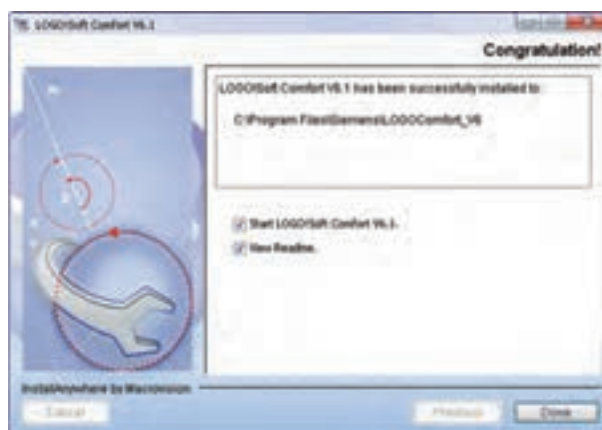 LOGO!Soft Comfort V6.1
Congratulation!
LOGO!Soft Comfort V6.1 has been successfully installed to:
C:\Program Files\Siemens\LOGOComfort_V6
Start LOGO!Soft Comfort V6.1.
View Readme.
InstallAnywhere by Macrovision
Cancel
Previous
Done